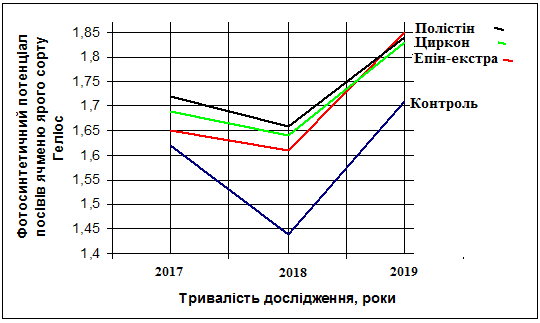 Фотосинтетичний потенціал
посівів ячменю ярого сорту
Геліос
1,85
1,8
1,75
1,7
1,65
1,6
1,55
1,5
1,45
1,4
Полістін
Циркон
Епін-екстра
Контроль
2017 2018 2019
Тривалість дослідження, роки